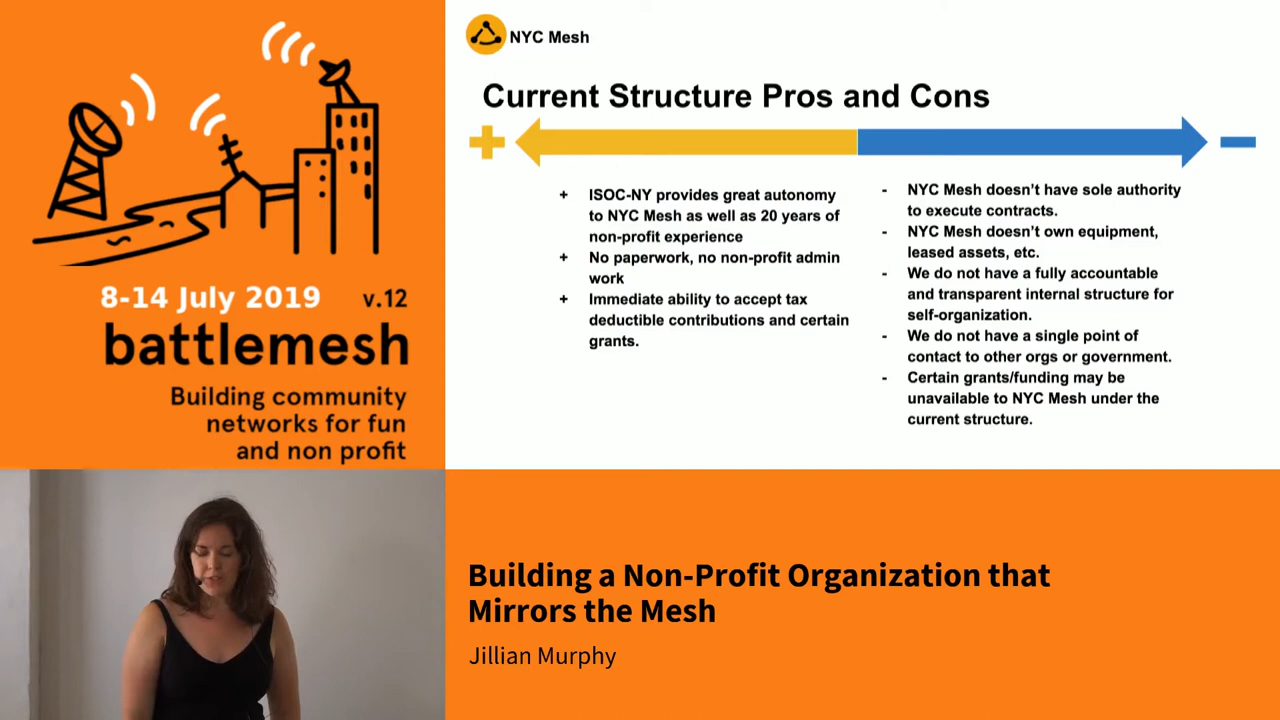 8-14 July 2019 v.12
battlemesh
Building community
networks for fun
and non profit
NYC Mesh
Current Structure Pros and Cons
+ ISOC-NY provides great autonomy
to NYC Mesh as well as 20 years of
non-profit experience
+ No paperwork, no non-profit admin
work
+ Immediate ability to accept tax
deductible contributions and certain
grants.
- NYC Mesh doesn’t have sole authority
to execute contracts.
- NYC Mesh doesn’t own equipment,
leased assets, etc.
- We do not have a fully accountable
and transparent internal structure for
self-organization.
- We do not have a single point of
contact to other orgs or government.
- Certain grants/funding may be
unavailable to NYC Mesh under the
current structure.
Building a Non-Profit Organization that
Mirrors the Mesh
Jillian Murphy